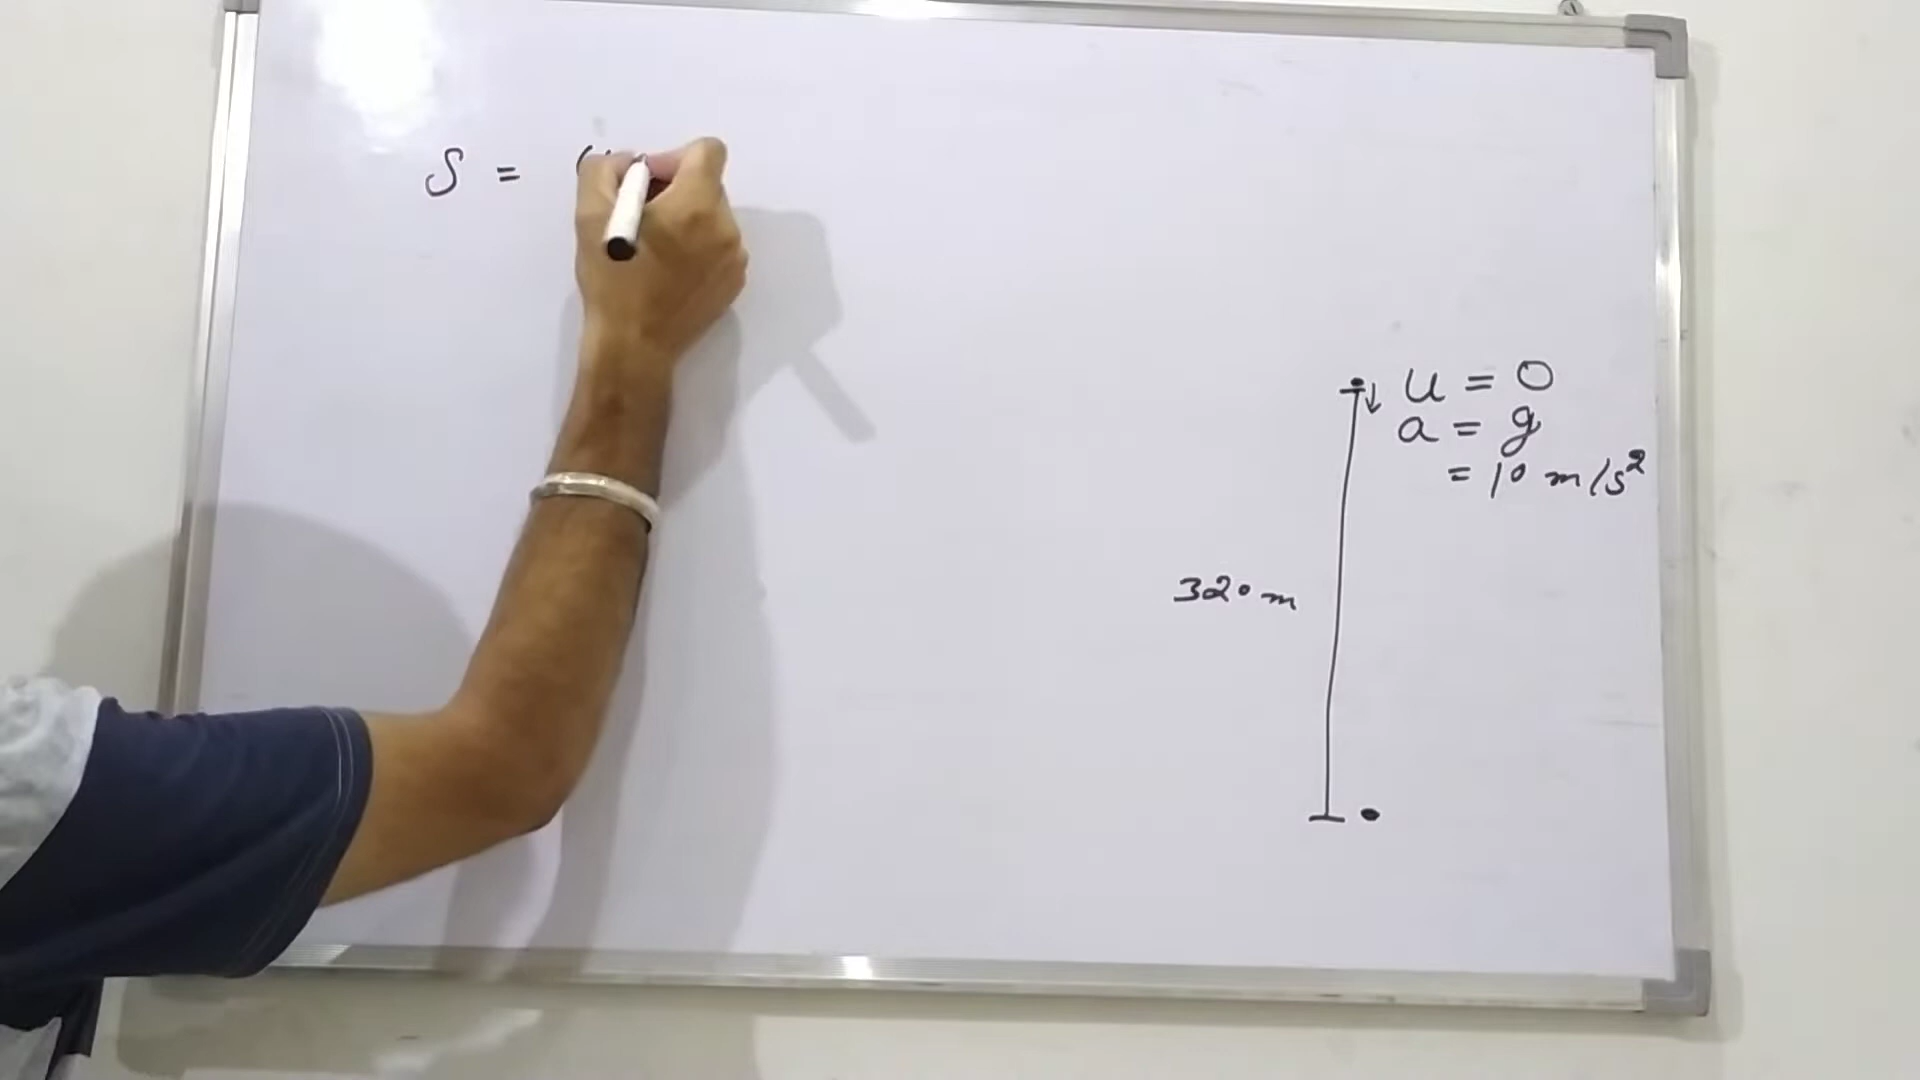 S =
u = 0
a = g
= 10 m/s²
320 m